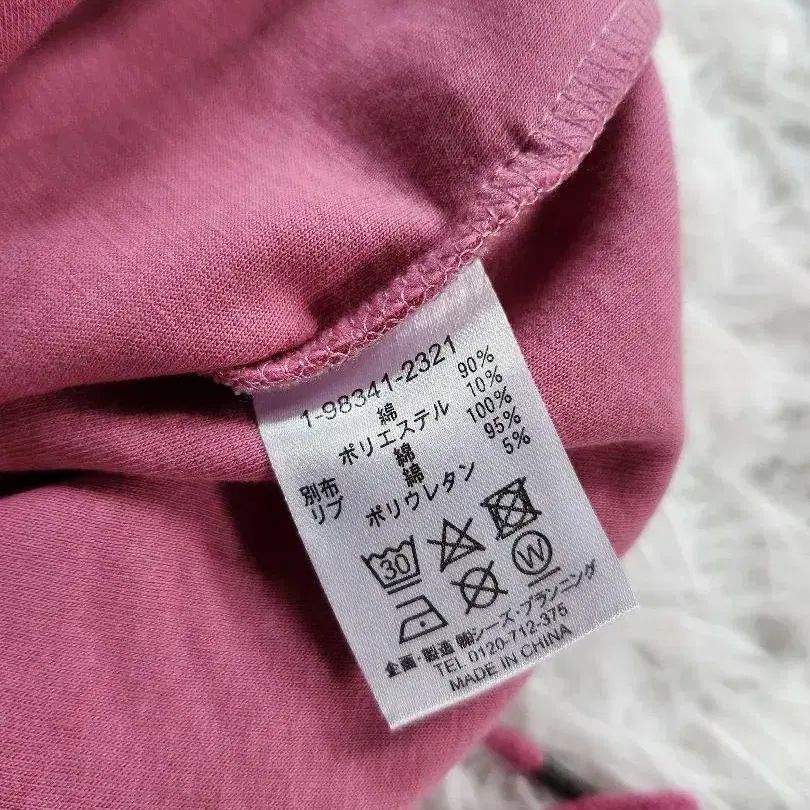 1-98341-2321
綿 90%
ポリエステル 10%
別布 綿 100%
リブ 綿 95%
ポリウレタン 5%
30
W
企画・製造 ㈱シーズ・プランニング
TEL 0120-712-375
MADE IN CHINA